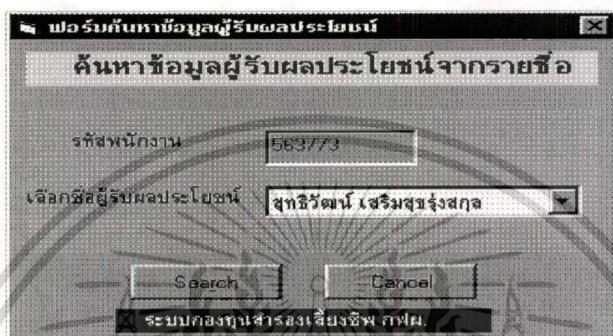 ฟอร์มค้นหาข้อมูลผู้รับผลประโยชน์
ค้นหาข้อมูลผู้รับผลประโยชน์จากรายชื่อ
รหัสพนักงาน 563773
เลือกชื่อผู้รับผลประโยชน์ สุทธิวัฒน์ เสริมสุขรุ่งสกุล
Search Cancel
ระบบกองทุนสำรองเลี้ยงชีพ กฟผ.